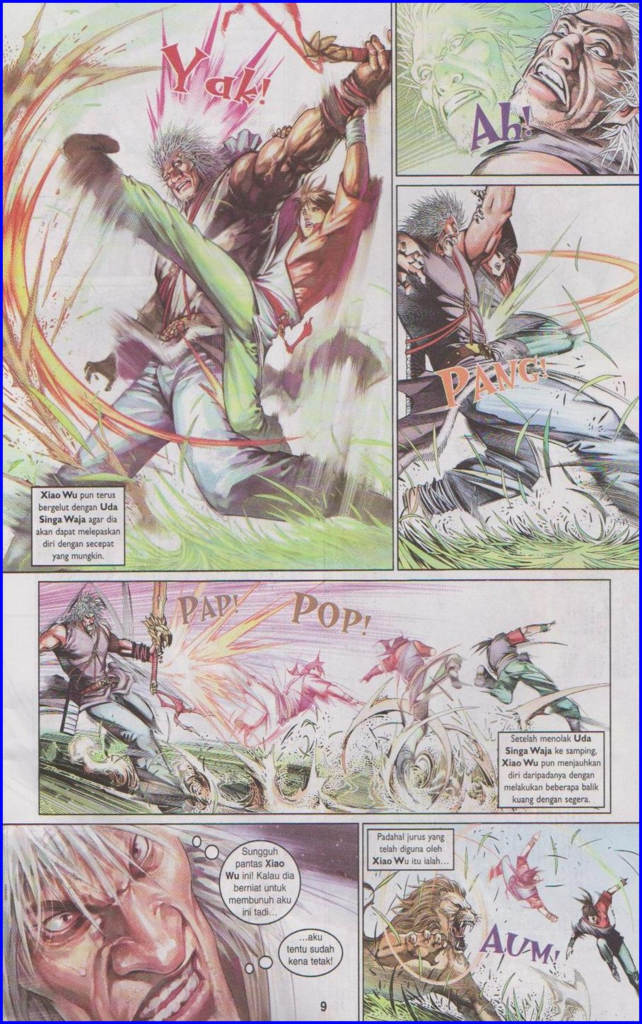 Yak!
Ah!
PANG!
Xiao Wu pun terus
bergelut dengan Uda
Singa Waja agar dia
akan dapat melepaskan
diri dengan secepat
yang mungkin.
PAP!
POP!
Setelah menolak Uda
Singa Waja ke samping,
Xiao Wu pun menjauhkan
diri daripadanya dengan
melakukan beberapa balik
kuang dengan segera.
Sungguh
pantas Xiao
Wu ini! Kalau dia
berniat untuk
membunuh aku
ini tadi...
...aku
tentu sudah
kena tetak!
Padahal jurus yang
telah diguna oleh
Xiao Wu itu ialah...
AUM!
9